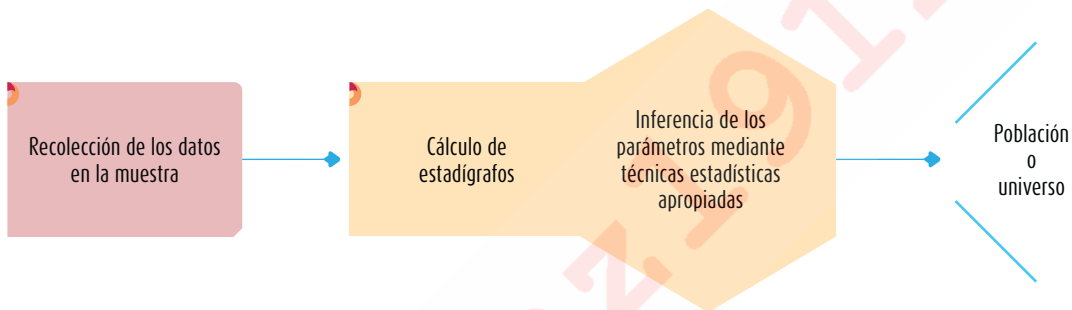 Recolección de los datos
en la muestra
Cálculo de
estadígrafos
Inferencia de los
parámetros mediante
técnicas estadísticas
apropiadas
Población
o
universo